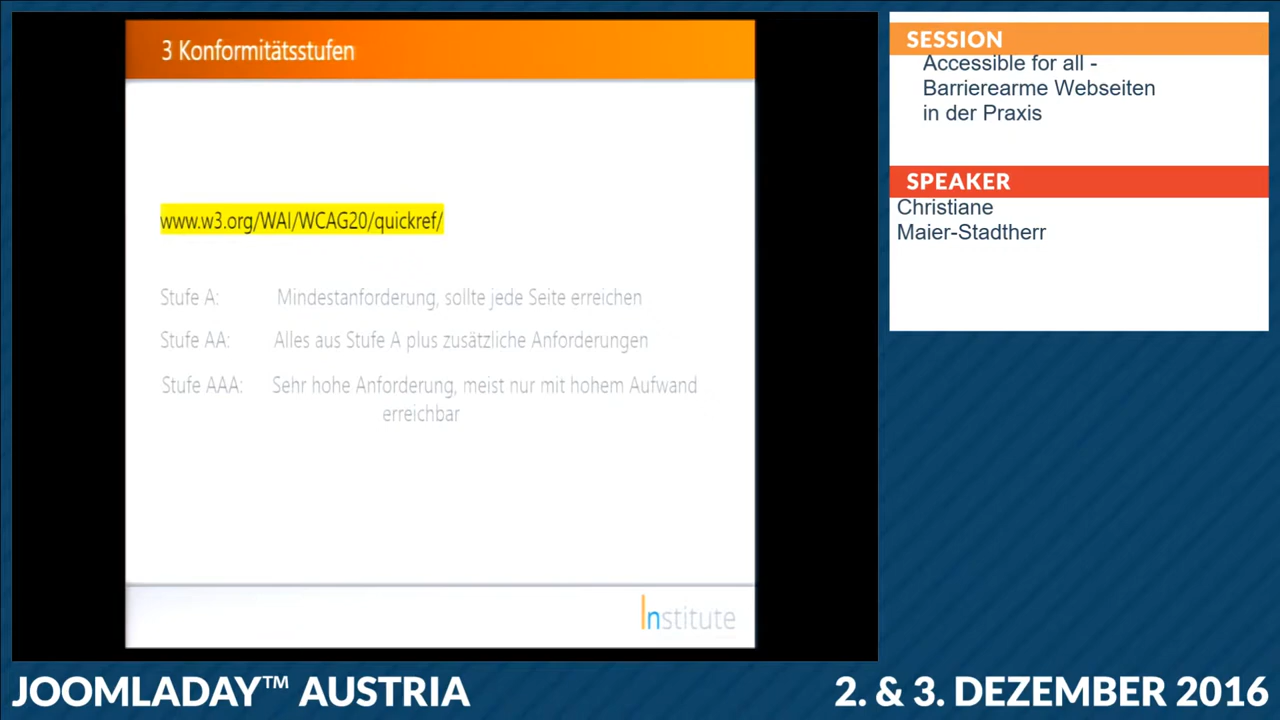 3 Konformitätsstufen
www.w3.org/WAI/WCAG20/quickref/
Stufe A: Mindestanforderung, sollte jede Seite erreichen
Stufe AA: Alles aus Stufe A plus zusätzliche Anforderungen
Stufe AAA: Sehr hohe Anforderung, meist nur mit hohem Aufwand
erreichbar
Institute
SESSION
Accessible for all -
Barrierearme Webseiten
in der Praxis
SPEAKER
Christiane
Maier-Stadtherr
JOOMLADAY™ AUSTRIA
2. & 3. DEZEMBER 2016